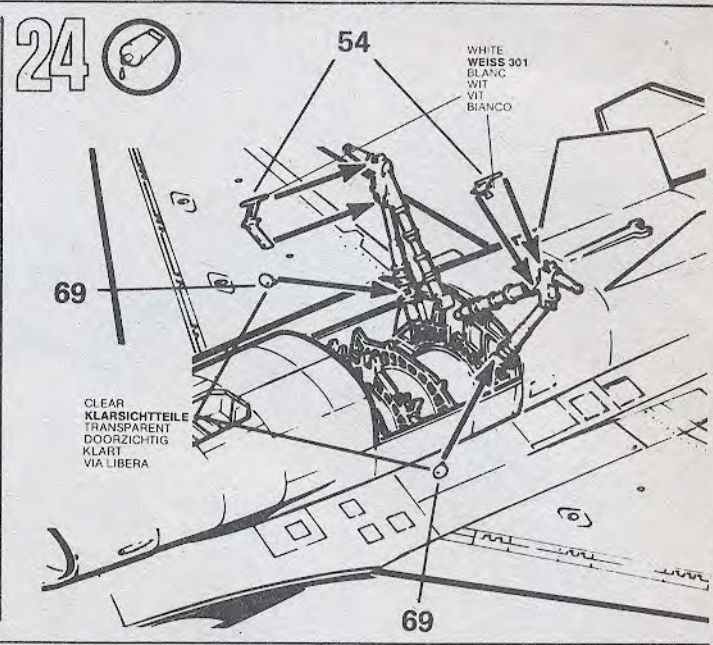 24
54
WHITE
WEISS 301
BLANC
WIT
VIT
BIANCO
69
CLEAR
KLARSICHTTEILE
TRANSPARENT
DOORZICHTIG
KLART
VIA LIBERA
69